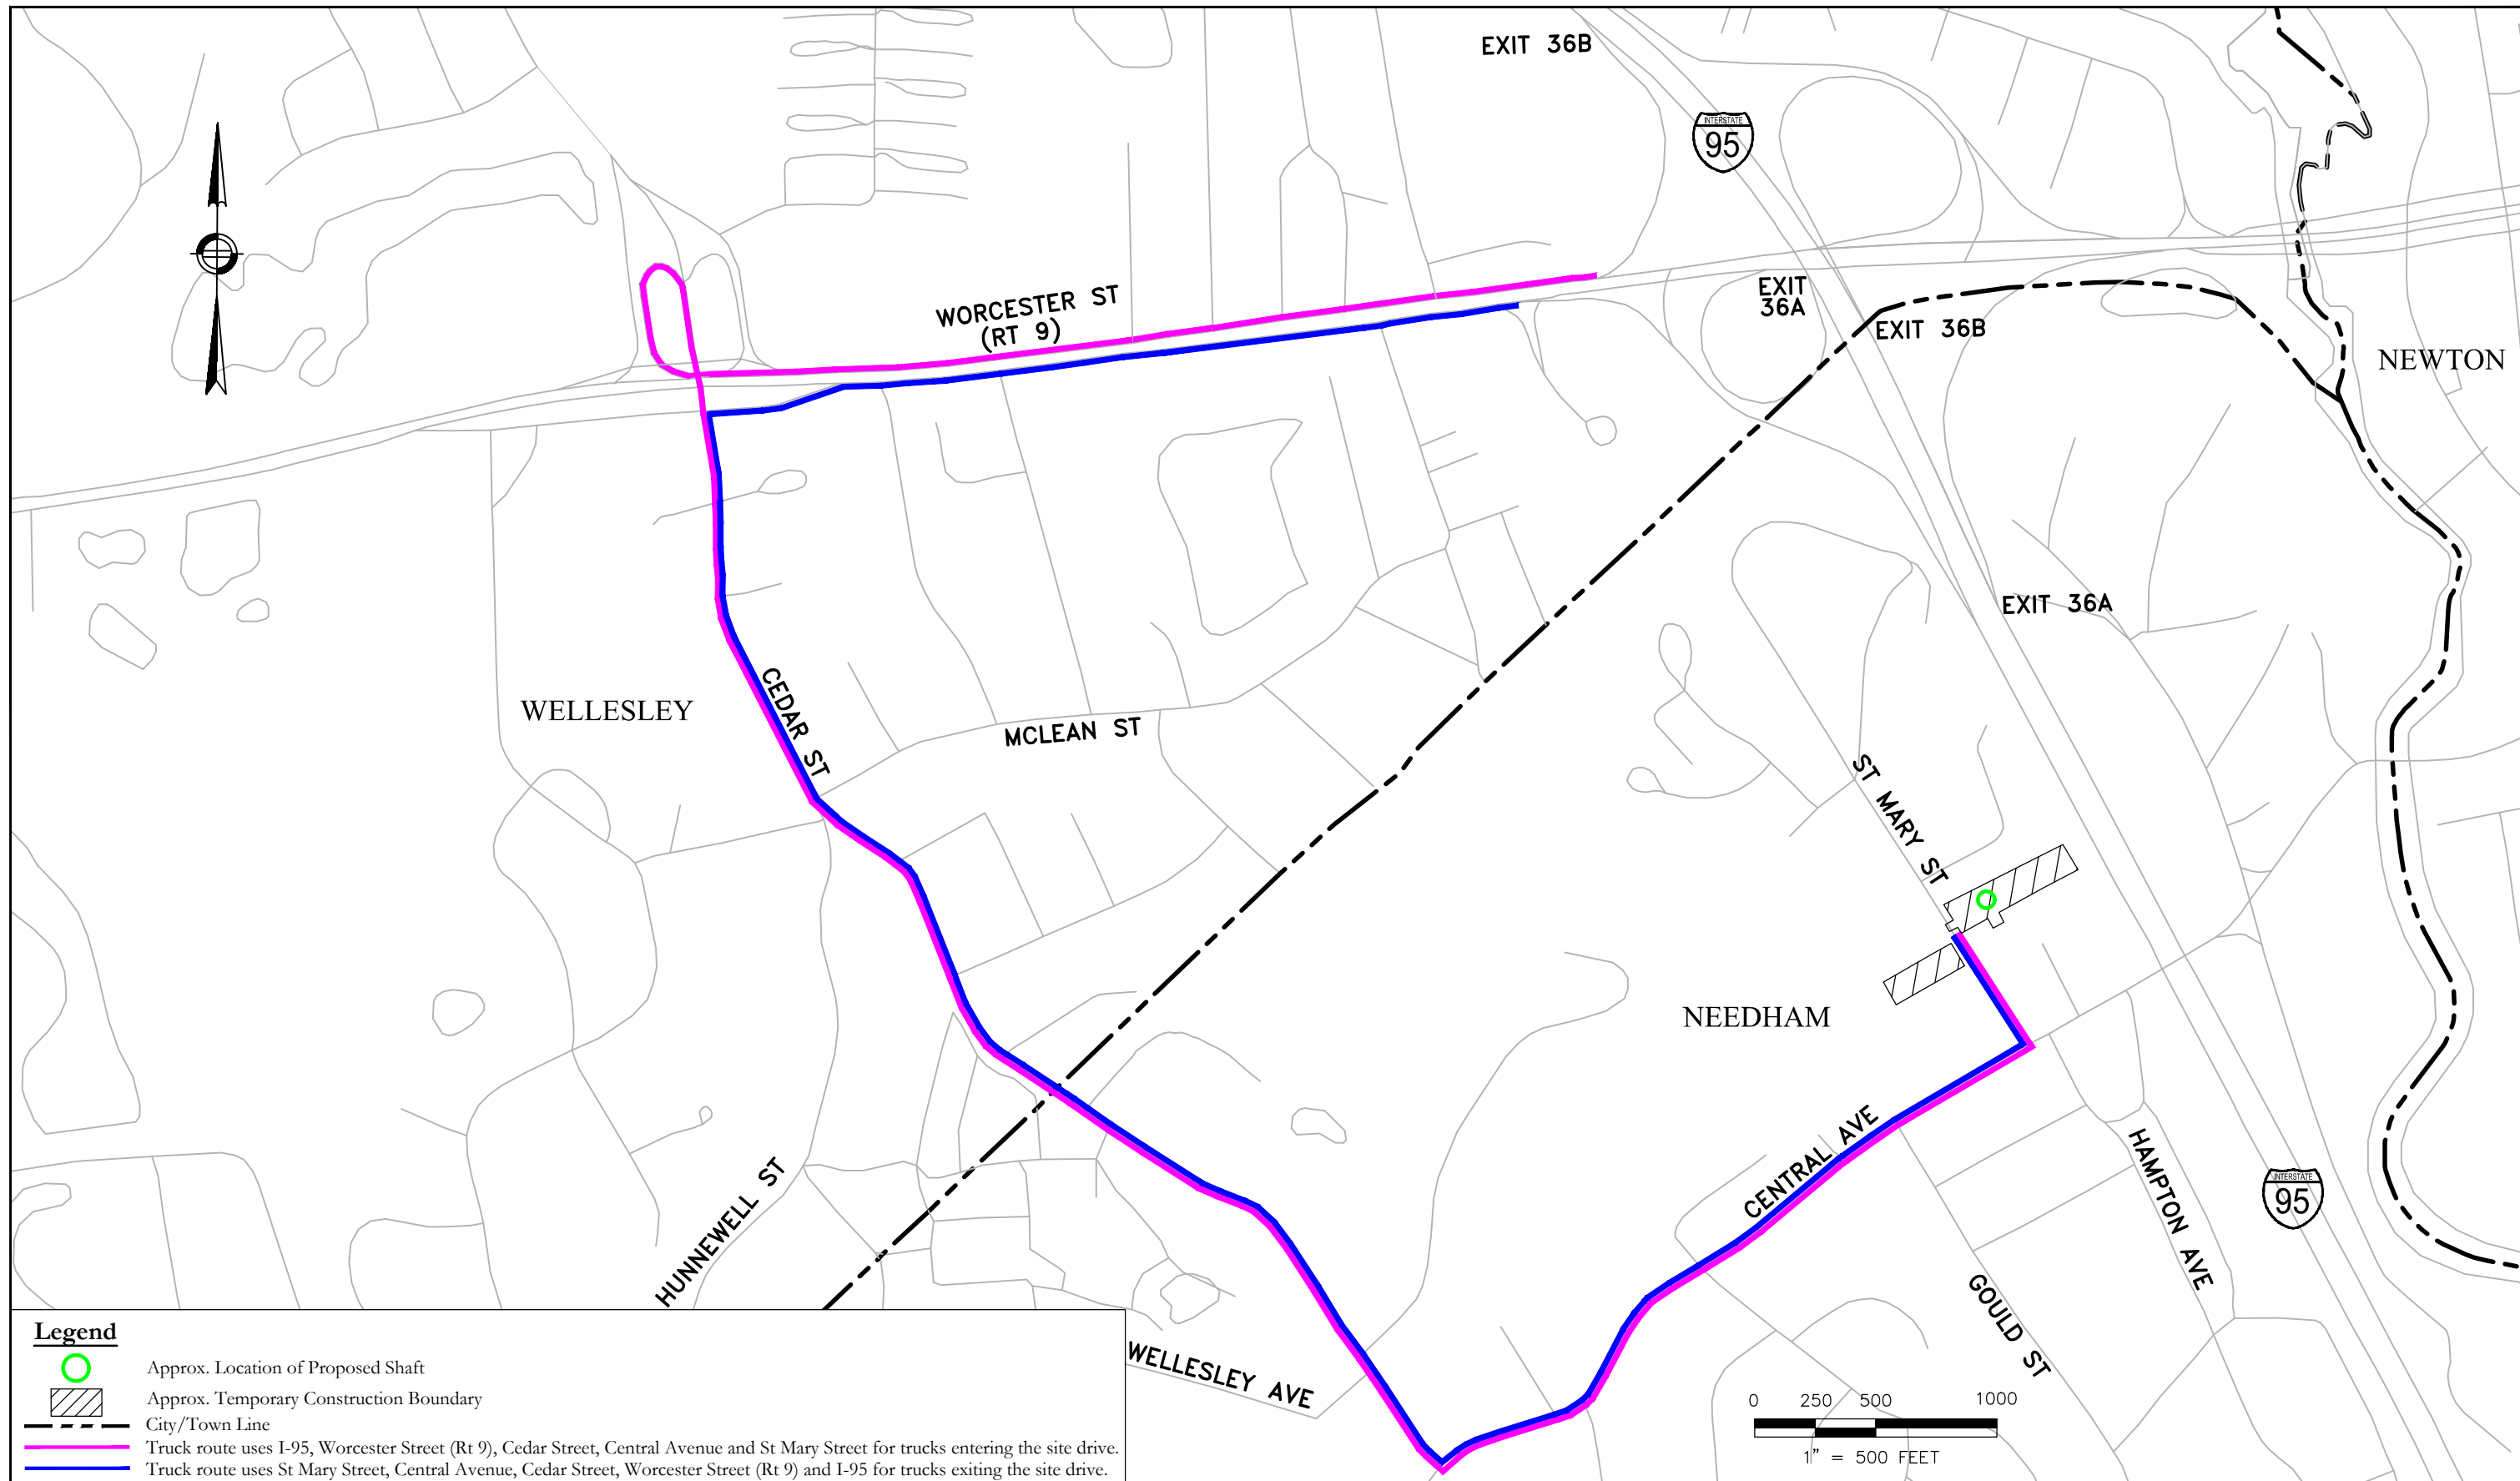 EXIT 36B
INTERSTATE
95
WORCESTER ST
(RT 9)
EXIT
36A
EXIT 36B
NEWTON
EXIT 36A
CEDAR ST
WELLESLEY
MCLEAN ST
ST MARY ST
NEEDHAM
CENTRAL AVE
HAMPTON AVE
HUNNEWELL ST
INTERSTATE
95
GOULD ST
WELLESLEY AVE
0 250 500 1000
1" = 500 FEET
Legend
Approx. Location of Proposed Shaft
Approx. Temporary Construction Boundary
City/Town Line
Truck route uses I-95, Worcester Street (Rt 9), Cedar Street, Central Avenue and St Mary Street for trucks entering the site drive.
Truck route uses St Mary Street, Central Avenue, Cedar Street, Worcester Street (Rt 9) and I-95 for trucks exiting the site drive.